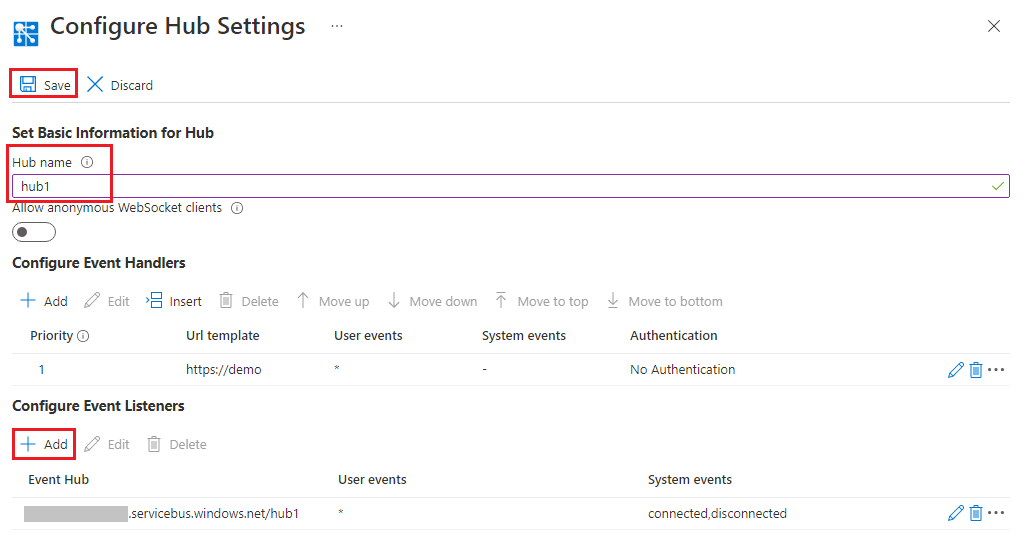 Configure Hub Settings ...
Save Discard
Set Basic Information for Hub
Hub name
hub1
Allow anonymous WebSocket clients
Configure Event Handlers
Add Edit Insert Delete Move up Move down Move to top Move to bottom
Priority Url template User events System events Authentication
1 https://demo * - No Authentication
Configure Event Listeners
Add Edit Delete
Event Hub User events System events
.servicebus.windows.net/hub1 * connected,disconnected